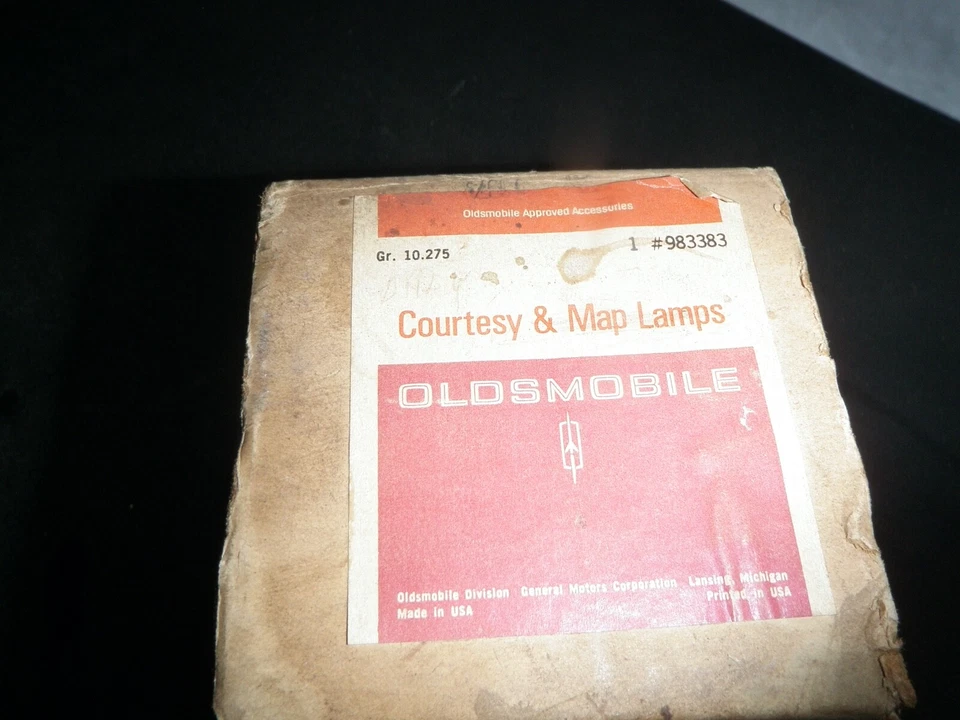 Oldsmobile Approved Accessories
Gr. 10.275
1 #983383
Courtesy & Map Lamps
OLDSMOBILE
Oldsmobile Division General Motors Corporation Lansing, Michigan
Made in USA
Printed in USA